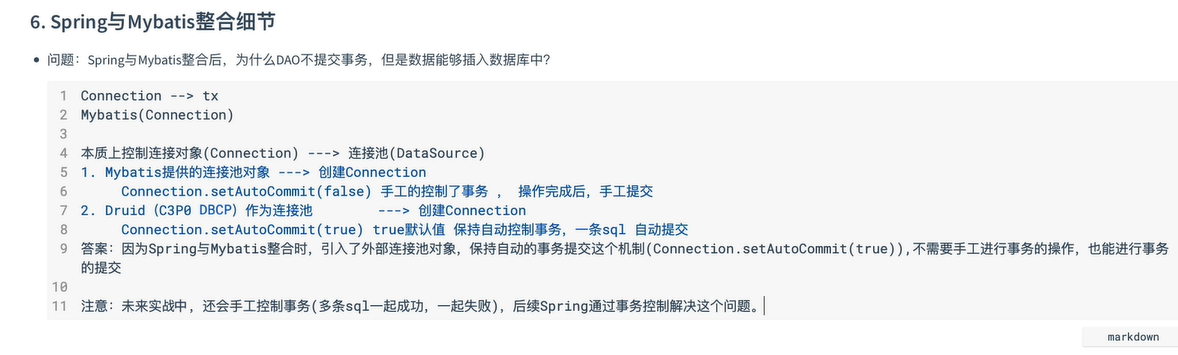 6. Spring与Mybatis整合细节
• 问题：Spring与Mybatis整合后，为什么DAO不提交事务，但是数据能够插入数据库中？
1 Connection --> tx
2 Mybatis(Connection)
3
4 本质上控制连接对象(Connection) ---> 连接池(DataSource)
5 1. Mybatis提供的连接池对象 ---> 创建Connection
6 Connection.setAutoCommit(false) 手工的控制了事务 ， 操作完成后，手工提交
7 2. Druid（C3P0 DBCP）作为连接池 ---> 创建Connection
8 Connection.setAutoCommit(true) true默认值 保持自动控制事务，一条sql 自动提交
9 答案：因为Spring与Mybatis整合时，引入了外部连接池对象，保持自动的事务提交这个机制(Connection.setAutoCommit(true)),不需要手工进行事务的操作，也能进行事务
的提交
10
11 注意：未来实战中，还会手工控制事务(多条sql一起成功，一起失败)，后续Spring通过事务控制解决这个问题。
markdown